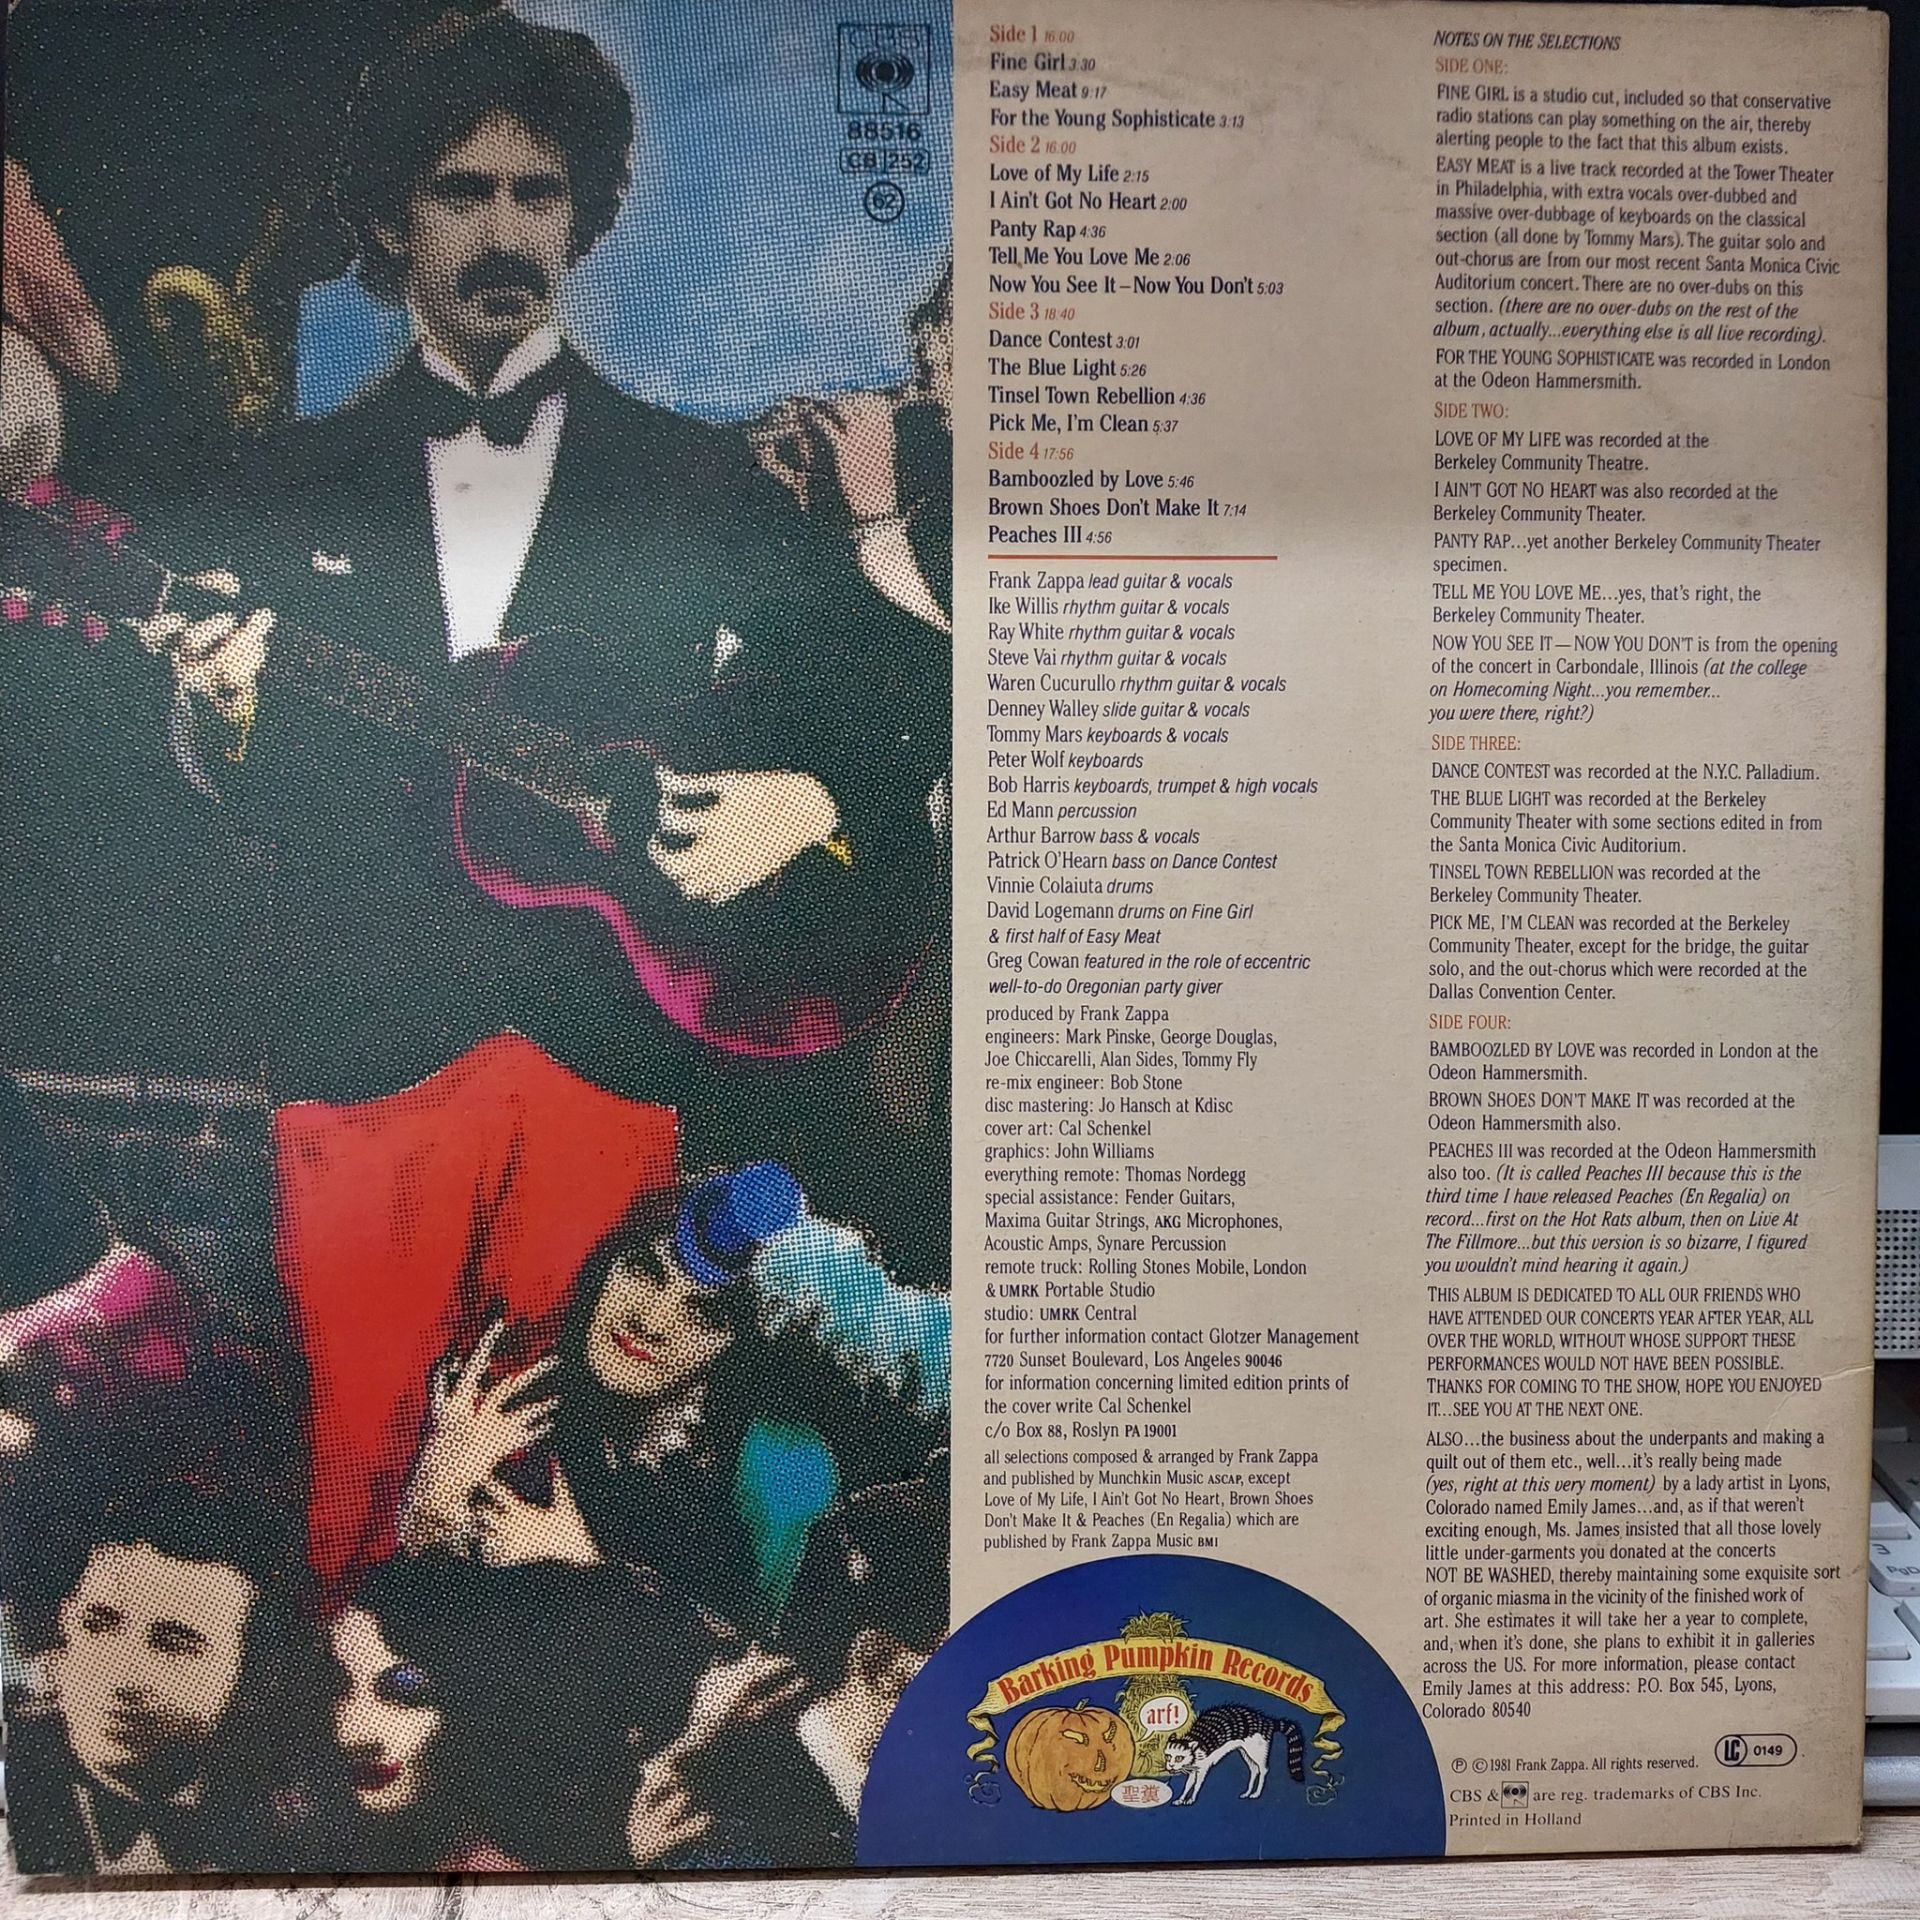 CBS
88516
CB 252
62
Side 1 16.00
Fine Girl 3:30
Easy Meat 9:17
For the Young Sophisticate 3:13
Side 2 16.00
Love of My Life 2:15
I Ain't Got No Heart 2:00
Panty Rap 4:36
Tell Me You Love Me 2:06
Now You See It–Now You Don't 5:03
Side 3 18:40
Dance Contest 3:01
The Blue Light 5:26
Tinsel Town Rebellion 4:36
Pick Me, I'm Clean 5:37
Side 4 17:56
Bamboozled by Love 5:46
Brown Shoes Don't Make It 7:14
Peaches III 4:56
Frank Zappa lead guitar & vocals
Ike Willis rhythm guitar & vocals
Ray White rhythm guitar & vocals
Steve Vai rhythm guitar & vocals
Waren Cucurullo rhythm guitar & vocals
Denney Walley slide guitar & vocals
Tommy Mars keyboards & vocals
Peter Wolf keyboards
Bob Harris keyboards, trumpet & high vocals
Ed Mann percussion
Arthur Barrow bass & vocals
Patrick O'Hearn bass on Dance Contest
Vinnie Colaiuta drums
David Logemann drums on Fine Girl
& first half of Easy Meat
Greg Cowan featured in the role of eccentric
well-to-do Oregonian party giver
produced by Frank Zappa
engineers: Mark Pinske, George Douglas,
Joe Chiccarelli, Alan Sides, Tommy Fly
re-mix engineer: Bob Stone
disc mastering: Jo Hansch at Kdisc
cover art: Cal Schenkel
graphics: John Williams
everything remote: Thomas Nordegg
special assistance: Fender Guitars,
Maxima Guitar Strings, AKG Microphones,
Acoustic Amps, Synare Percussion
remote truck: Rolling Stones Mobile, London
& UMRK Portable Studio
studio: UMRK Central
for further information contact Glotzer Management
7720 Sunset Boulevard, Los Angeles 90046
for information concerning limited edition prints of
the cover write Cal Schenkel
c/o Box 88, Roslyn PA 19001
all selections composed & arranged by Frank Zappa
and published by Munchkin Music ASCAP, except
Love of My Life, I Ain't Got No Heart, Brown Shoes
Don't Make It & Peaches (En Regalia) which are
published by Frank Zappa Music BMI
Barking Pumpkin Records
arf!
聖糞
NOTES ON THE SELECTIONS
SIDE ONE:
FINE GIRL is a studio cut, included so that conservative
radio stations can play something on the air, thereby
alerting people to the fact that this album exists.
EASY MEAT is a live track recorded at the Tower Theater
in Philadelphia, with extra vocals over-dubbed and
massive over-dubbage of keyboards on the classical
section (all done by Tommy Mars). The guitar solo and
out-chorus are from our most recent Santa Monica Civic
Auditorium concert. There are no over-dubs on this
section. (there are no over-dubs on the rest of the
album, actually...everything else is all live recording).
FOR THE YOUNG SOPHISTICATE was recorded in London
at the Odeon Hammersmith.
SIDE TWO:
LOVE OF MY LIFE was recorded at the
Berkeley Community Theatre.
I AIN'T GOT NO HEART was also recorded at the
Berkeley Community Theater.
PANTY RAP...yet another Berkeley Community Theater
specimen.
TELL ME YOU LOVE ME...yes, that's right, the
Berkeley Community Theater.
NOW YOU SEE IT—NOW YOU DON'T is from the opening
of the concert in Carbondale, Illinois (at the college
on Homecoming Night...you remember...
you were there, right?)
SIDE THREE:
DANCE CONTEST was recorded at the N.Y.C. Palladium.
THE BLUE LIGHT was recorded at the Berkeley
Community Theater with some sections edited in from
the Santa Monica Civic Auditorium.
TINSEL TOWN REBELLION was recorded at the
Berkeley Community Theater.
PICK ME, I'M CLEAN was recorded at the Berkeley
Community Theater, except for the bridge, the guitar
solo, and the out-chorus which were recorded at the
Dallas Convention Center.
SIDE FOUR:
BAMBOOZLED BY LOVE was recorded in London at the
Odeon Hammersmith.
BROWN SHOES DON'T MAKE IT was recorded at the
Odeon Hammersmith also.
PEACHES III was recorded at the Odeon Hammersmith
also too. (It is called Peaches III because this is the
third time I have released Peaches (En Regalia) on
record...first on the Hot Rats album, then on Live At
The Fillmore...but this version is so bizarre, I figured
you wouldn't mind hearing it again.)
THIS ALBUM IS DEDICATED TO ALL OUR FRIENDS WHO
HAVE ATTENDED OUR CONCERTS YEAR AFTER YEAR, ALL
OVER THE WORLD, WITHOUT WHOSE SUPPORT THESE
PERFORMANCES WOULD NOT HAVE BEEN POSSIBLE.
THANKS FOR COMING TO THE SHOW, HOPE YOU ENJOYED
IT...SEE YOU AT THE NEXT ONE.
ALSO...the business about the underpants and making a
quilt out of them etc., well...it's really being made
(yes, right at this very moment) by a lady artist in Lyons,
Colorado named Emily James...and, as if that weren't
exciting enough, Ms. James insisted that all those lovely
little under-garments you donated at the concerts
NOT BE WASHED, thereby maintaining some exquisite sort
of organic miasma in the vicinity of the finished work of
art. She estimates it will take her a year to complete,
and, when it's done, she plans to exhibit it in galleries
across the US. For more information, please contact
Emily James at this address: P.O. Box 545, Lyons,
Colorado 80540
LC 0149
℗ ©1981 Frank Zappa. All rights reserved.
CBS & are reg. trademarks of CBS Inc.
Printed in Holland
3
PgD